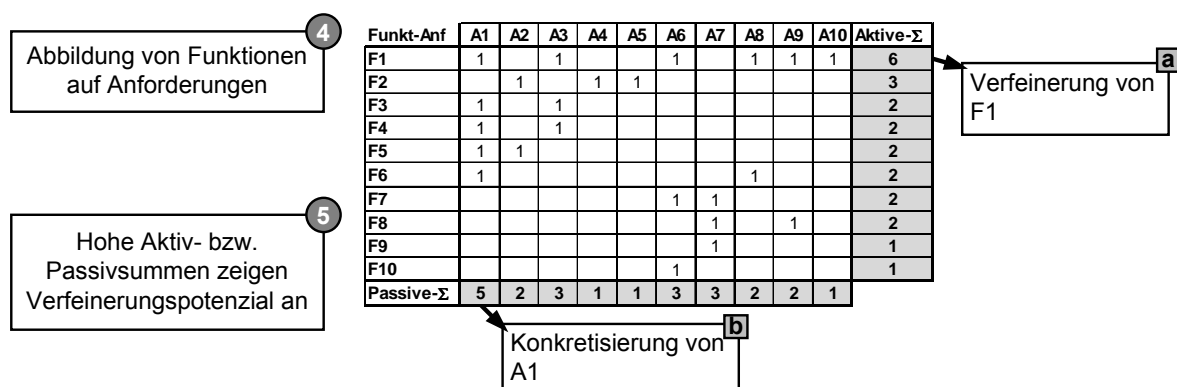 4
Abbildung von Funktionen
auf Anforderungen
Funkt-Anf A1 A2 A3 A4 A5 A6 A7 A8 A9 A10 Aktive-Σ
F1 1 1 1 1 1 1 6
F2 1 1 1 3
F3 1 1 2
F4 1 1 2
F5 1 1 2
F6 1 1 2
F7 1 1 2
F8 1 1 2
F9 1 1
F10 1 1
Passive-Σ 5 2 3 1 1 3 3 2 2 1
a
Verfeinerung von
F1
5
Hohe Aktiv- bzw.
Passivsummen zeigen
Verfeinerungspotenzial an
b
Konkretisierung von
A1